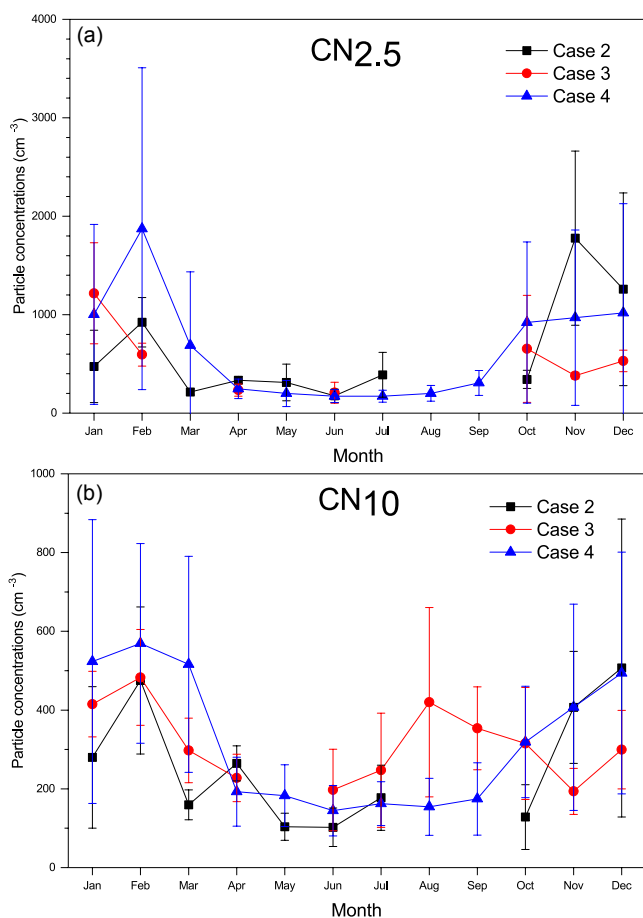 (a)
CN2.5
Case 2
Case 3
Case 4
Particle concentrations (cm -3)
4000
3000
2000
1000
0
Jan Feb Mar Apr May Jun Jul Aug Sep Oct Nov Dec
Month
(b)
CN10
Case 2
Case 3
Case 4
Particle concentrations (cm -3)
1000
800
600
400
200
0
Jan Feb Mar Apr May Jun Jul Aug Sep Oct Nov Dec
Month